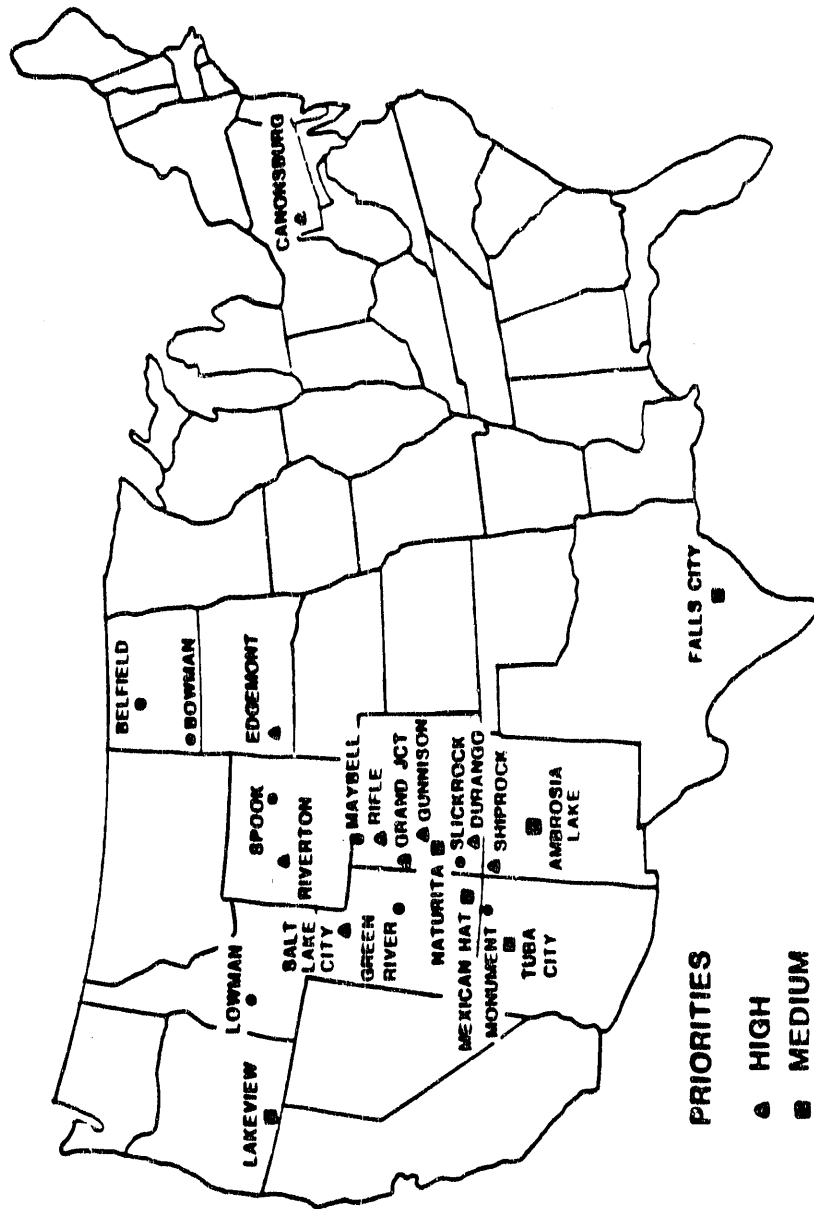 CANONSBURG
BELFIELD
BOWMAN
EDGEMONT
SPOOK
RIVERTON
LOWMAN
LAKEVIEW
SALT
LAKE
CITY
GREEN
RIVER
MAYBELL
RIFLE
GRAND JCT
GUNNISON
NATURITA
SLICKROCK
DURANGO
MEXICAN HAT
SHIPROCK
MONUMENT
TUBA
CITY
AMBROSIA
LAKE
FALLS CITY
PRIORITIES
HIGH
MEDIUM